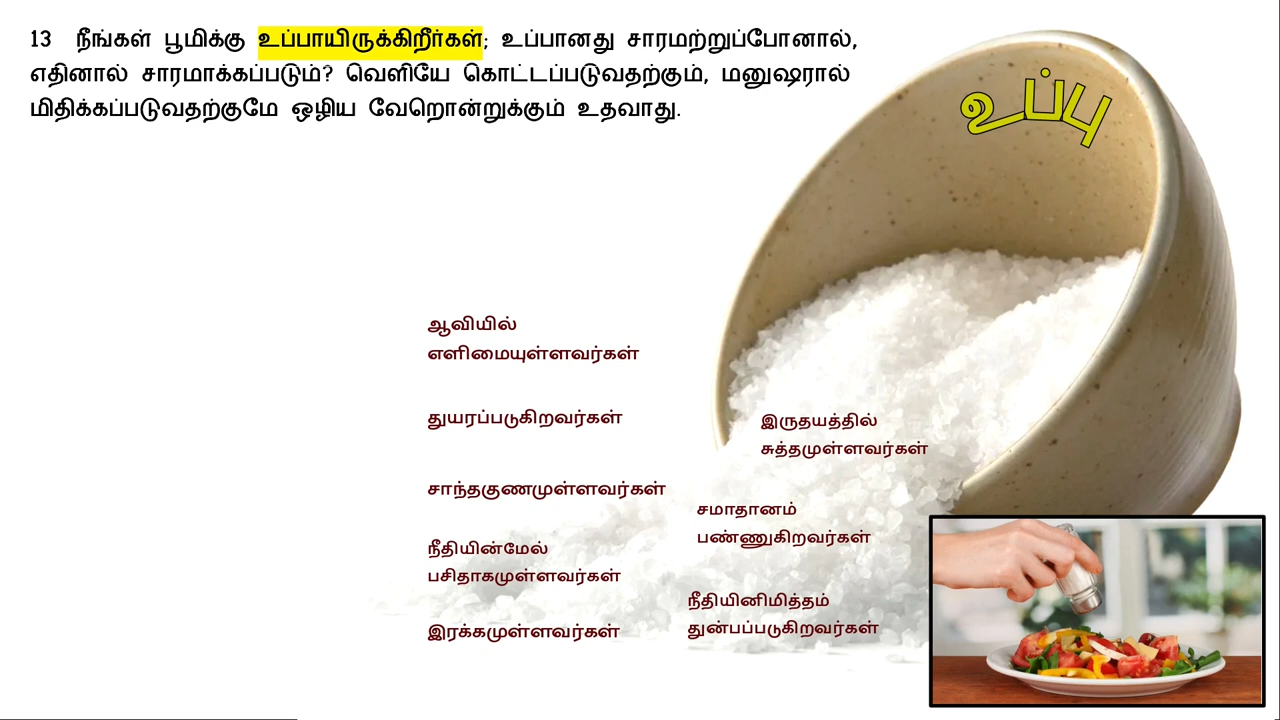 13 நீங்கள் பூமிக்கு உப்பாயிருக்கிறீர்கள்; உப்பானது சாரமற்றுப்போனால்,
எதினால் சாரமாக்கப்படும்? வெளியே கொட்டப்படுவதற்கும், மனுஷரால்
மிதிக்கப்படுவதற்குமே ஒழிய வேறொன்றுக்கும் உதவாது.
உப்பு
ஆவியில்
எளிமையுள்ளவர்கள்
துயரப்படுகிறவர்கள்
சாந்தகுணமுள்ளவர்கள்
நீதியின்மேல்
பசிதாகமுள்ளவர்கள்
இரக்கமுள்ளவர்கள்
இருதயத்தில்
சுத்தமுள்ளவர்கள்
சமாதானம்
பண்ணுகிறவர்கள்
நீதியினிமித்தம்
துன்பப்படுகிறவர்கள்